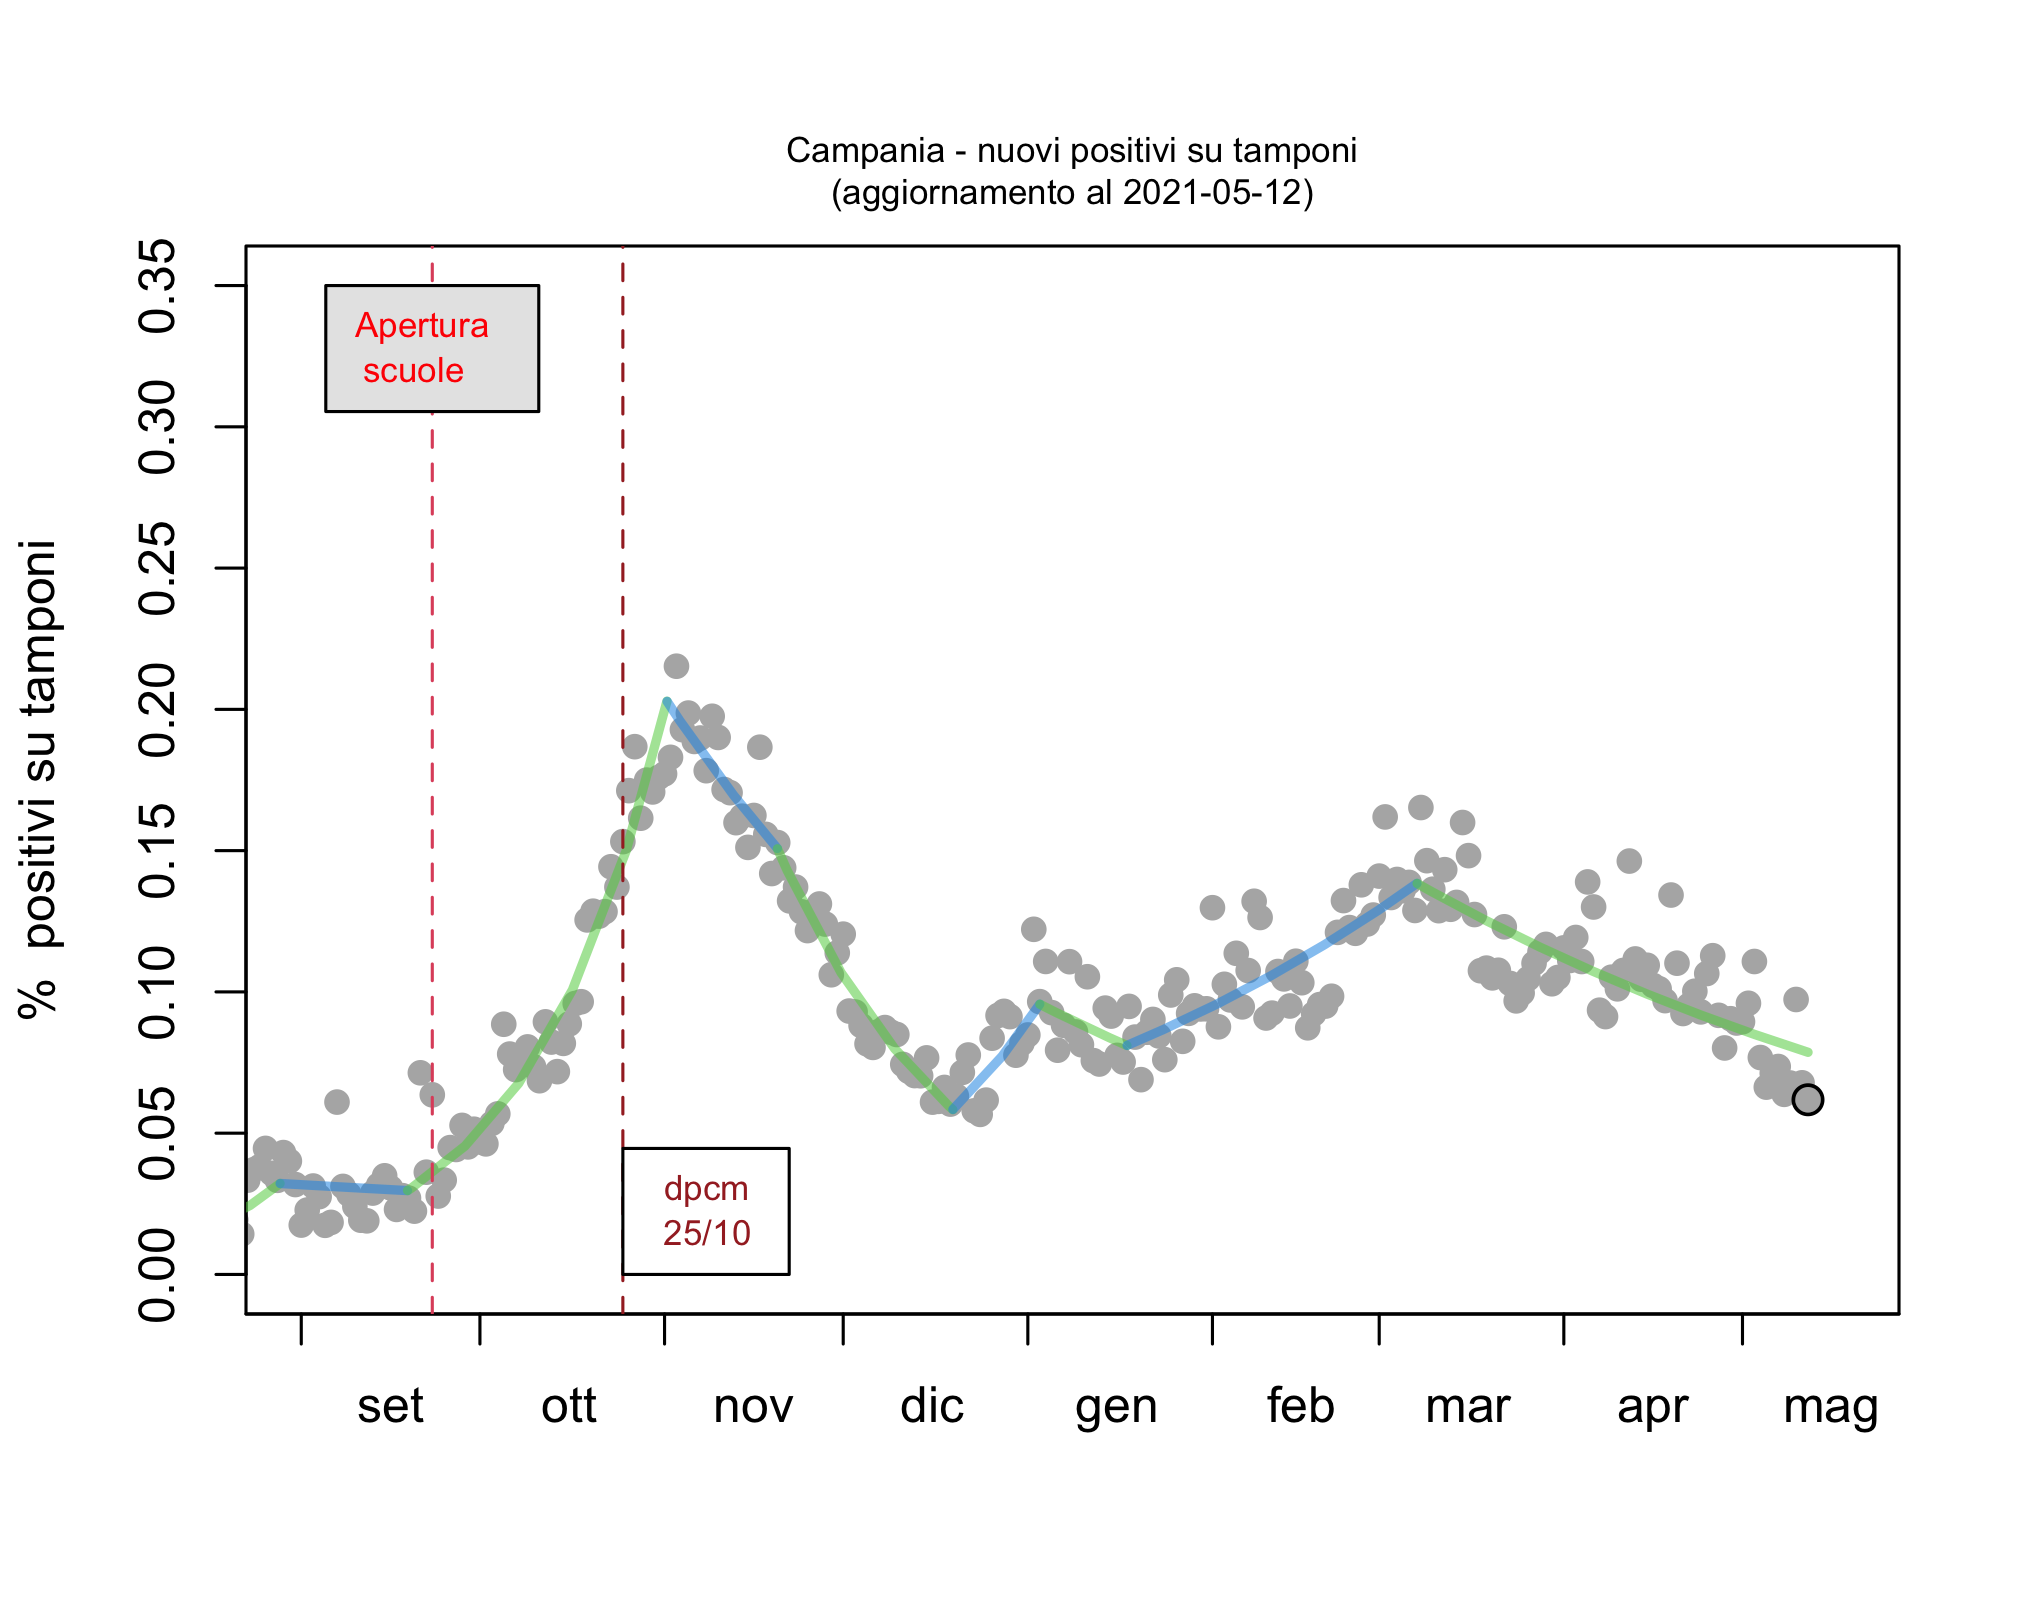 Campania - nuovi positivi su tamponi
(aggiornamento al 2021-05-12)
% positivi su tamponi
0.35
0.30
0.25
0.20
0.15
0.10
0.05
0.00
Apertura
scuole
dpcm
25/10
set ott nov dic gen feb mar apr mag